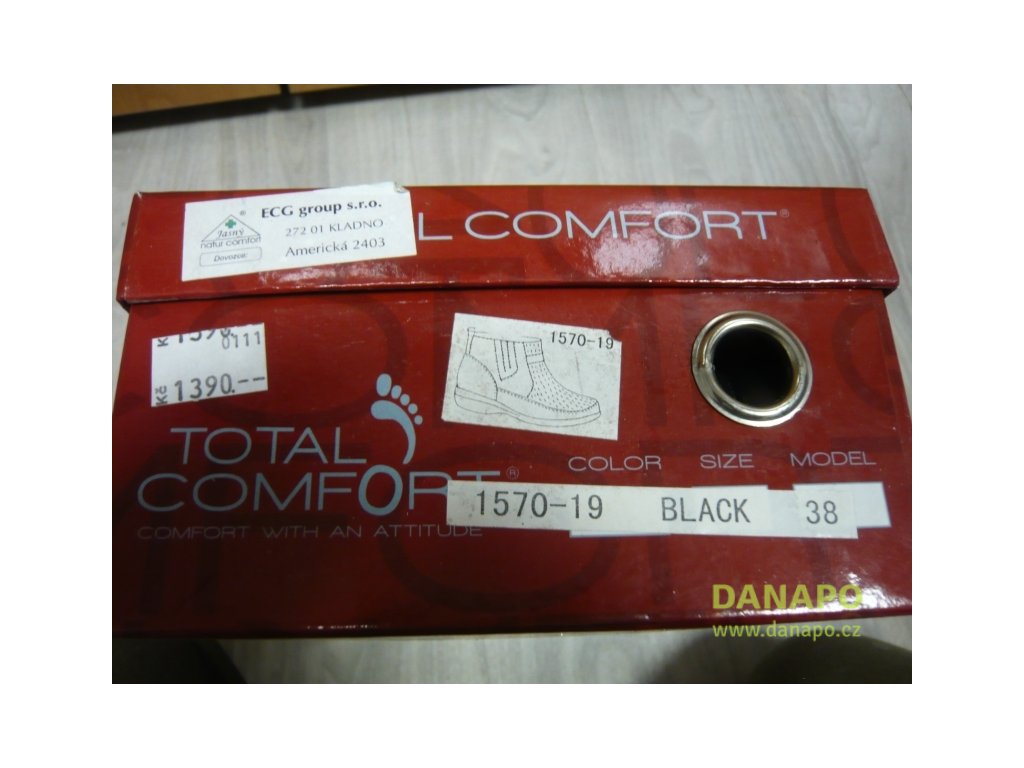 ECG group s.r.o.
272 01 KLADNO
Americká 2403
®
Jasný
natur comfort
Dovozce:
L COMFORT®
0111
Kč 1390.--
1570-19
TOTAL
COMFORT®
COMFORT WITH AN ATTITUDE
COLOR SIZE MODEL
1570-19 BLACK 38
DANAPO
www.danapo.cz